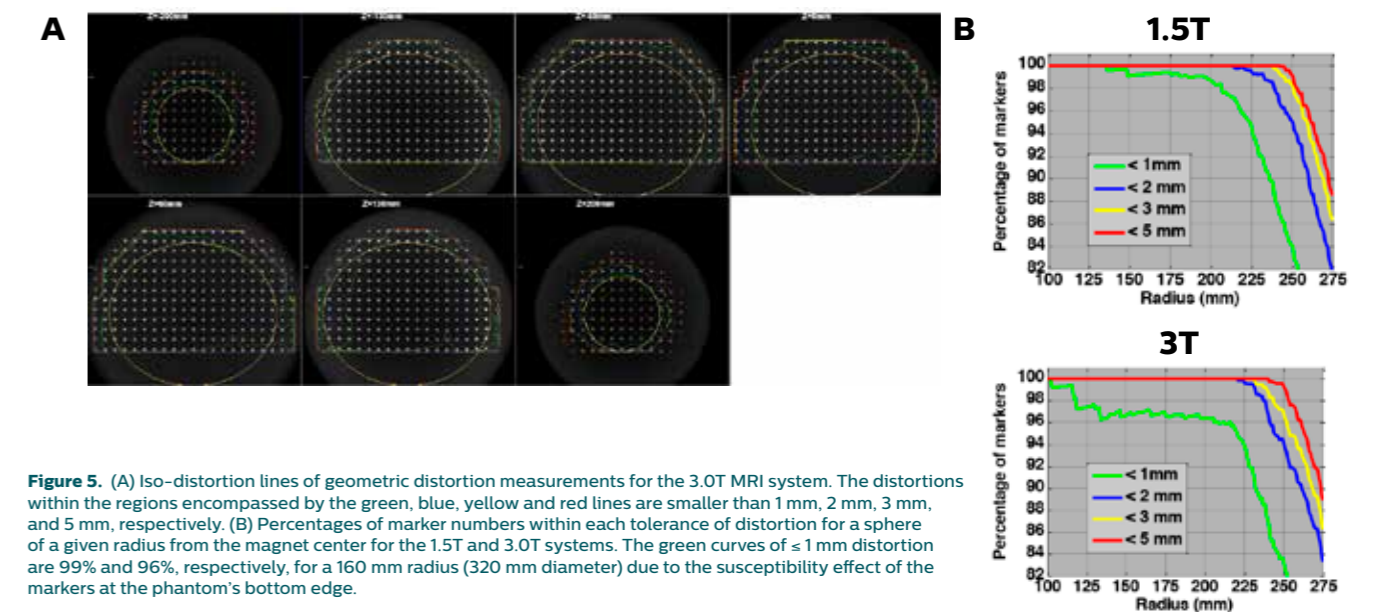 A
B
1.5T
Percentage of markers
100
98
96
94
92
90
88
86
84
82
< 1mm
< 2 mm
< 3 mm
< 5 mm
100 125 150 175 200 225 250 275
Radius (mm)
3T
Percentage of markers
100
98
96
94
92
90
88
86
84
82
< 1mm
< 2 mm
< 3 mm
< 5 mm
100 125 150 175 200 225 250 275
Radius (mm)
Figure 5. (A) Iso-distortion lines of geometric distortion measurements for the 3.0T MRI system. The distortions
within the regions encompassed by the green, blue, yellow and red lines are smaller than 1 mm, 2 mm, 3 mm,
and 5 mm, respectively. (B) Percentages of marker numbers within each tolerance of distortion for a sphere
of a given radius from the magnet center for the 1.5T and 3.0T systems. The green curves of ≤ 1 mm distortion
are 99% and 96%, respectively, for a 160 mm radius (320 mm diameter) due to the susceptibility effect of the
markers at the phantom's bottom edge.